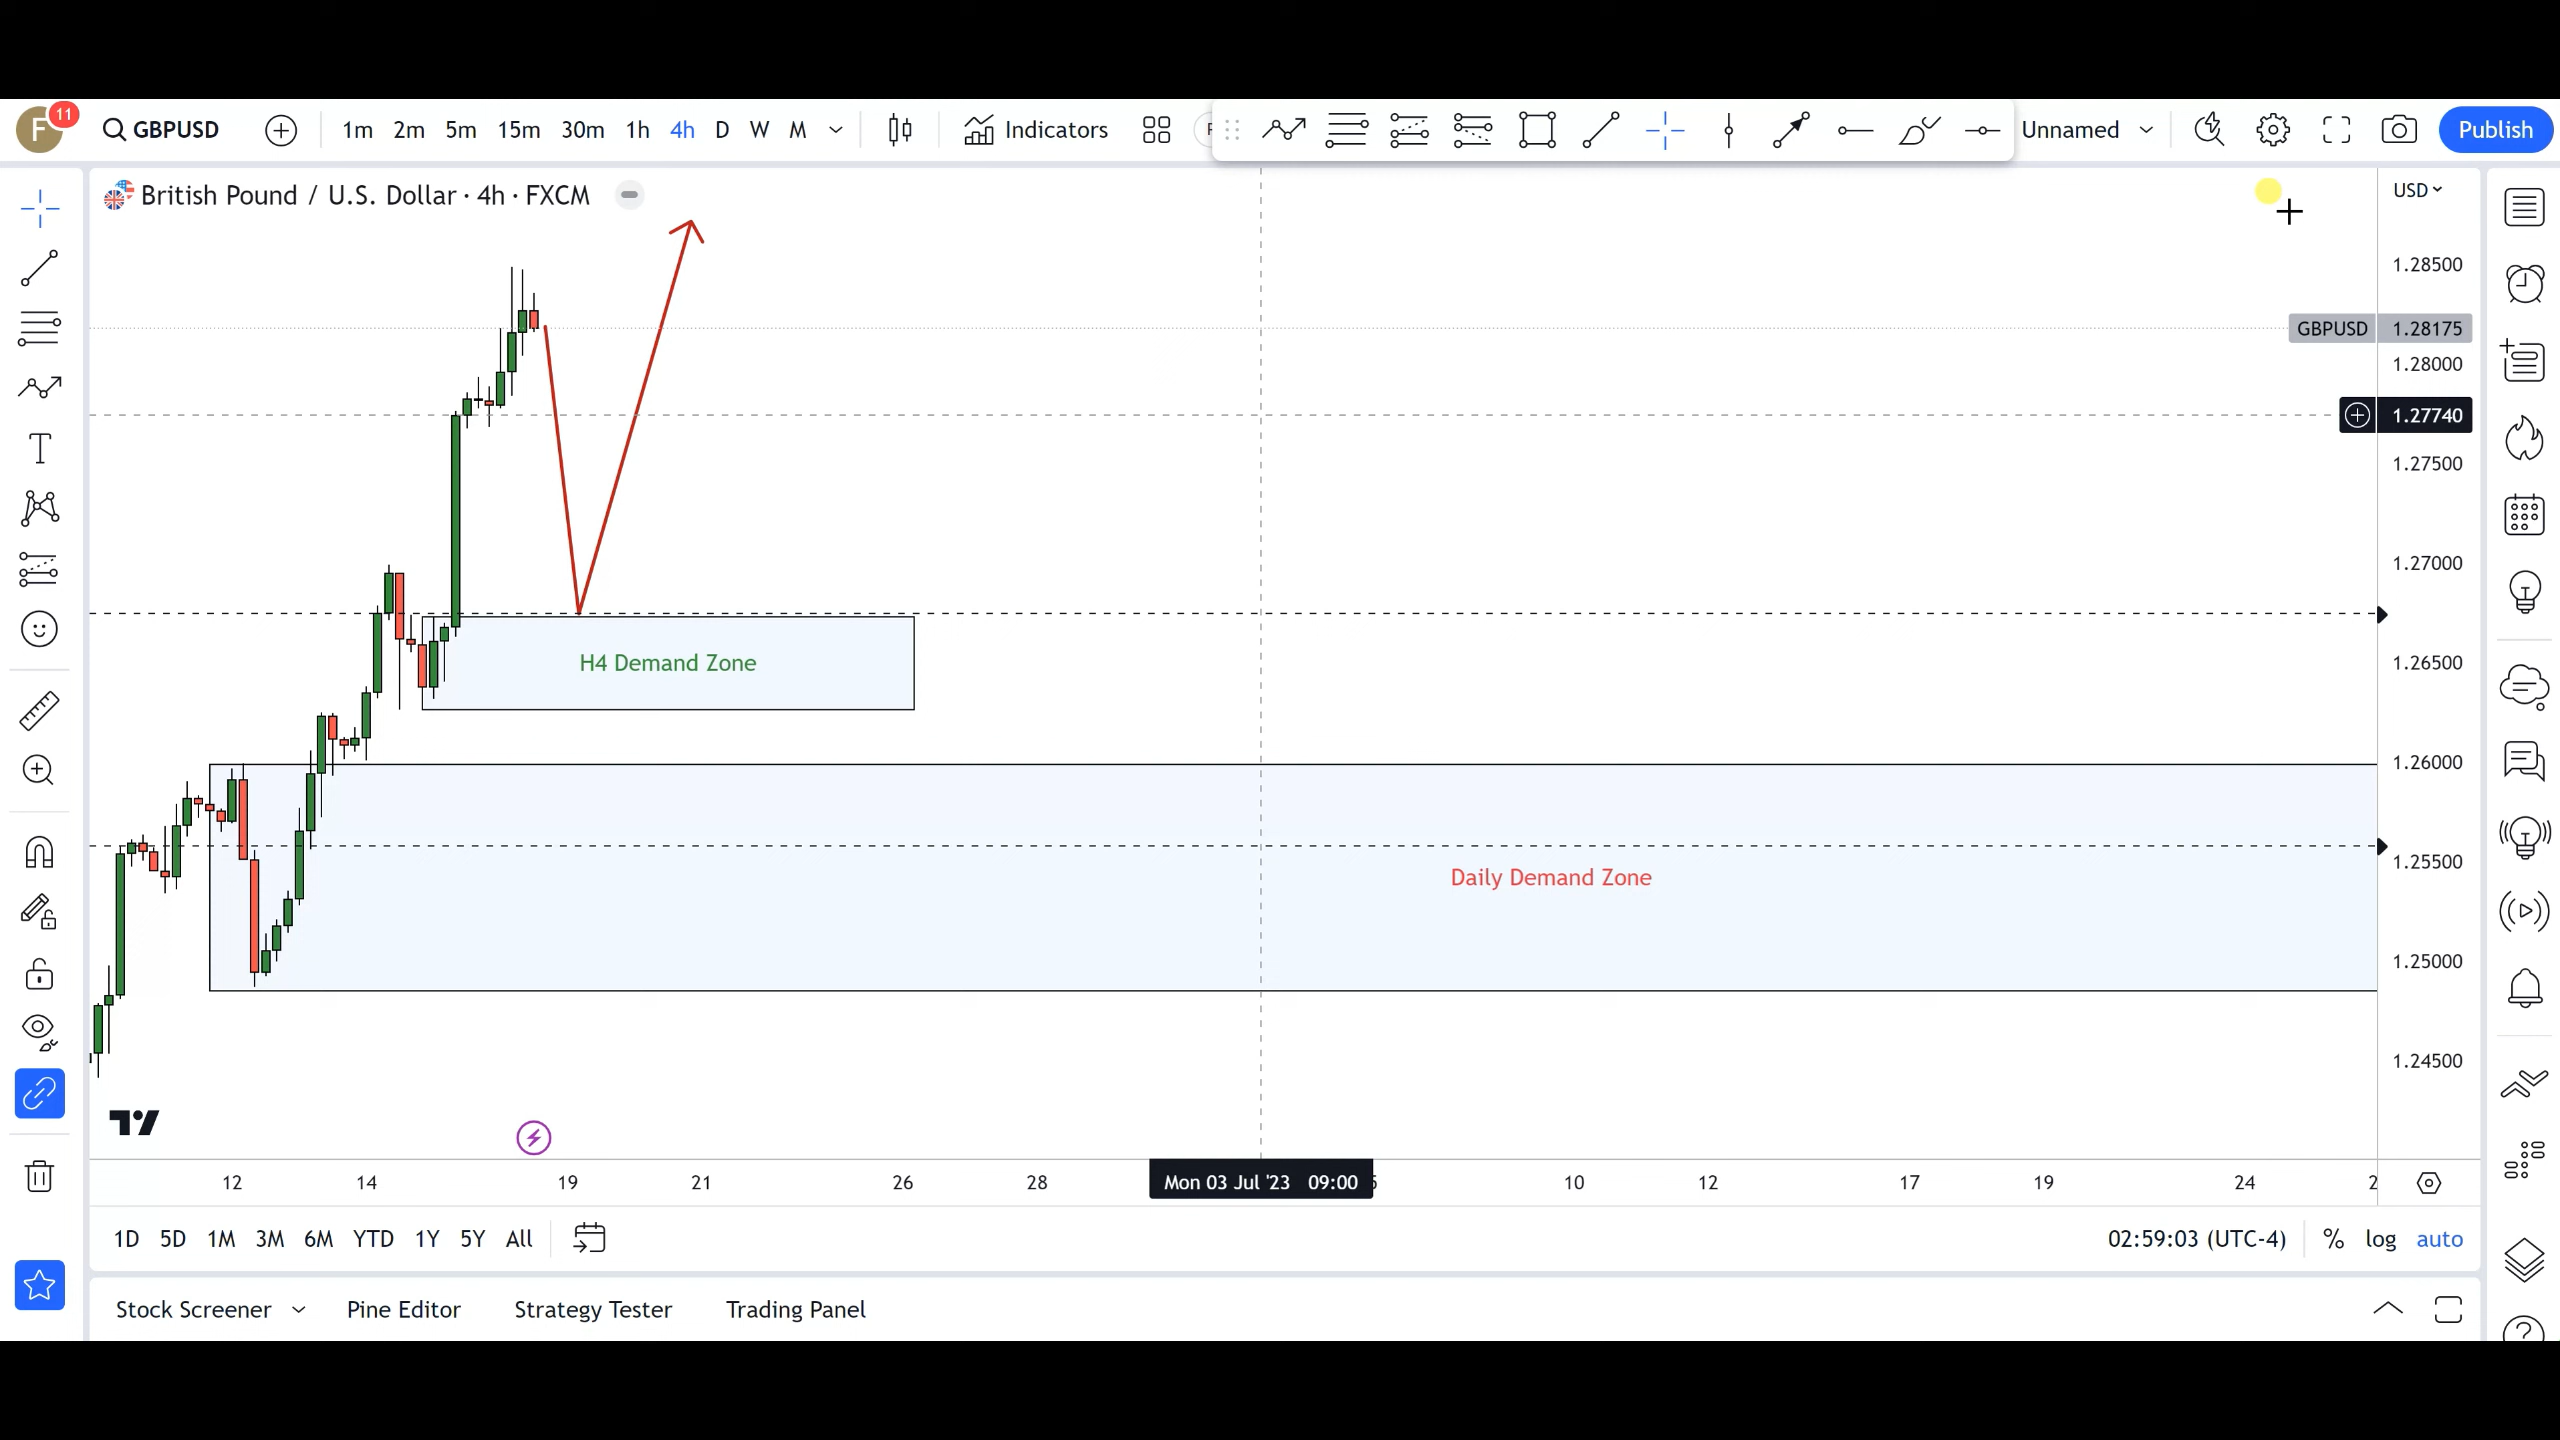 F 11 GBPUSD 1m 2m 5m 15m 30m 1h 4h D W M Indicators Unnamed Publish
British Pound / U.S. Dollar · 4h · FXCM
USD
1.28500
GBPUSD 1.28175
1.28000
1.27740
1.27500
1.27000
H4 Demand Zone
1.26500
1.26000
1.25500
Daily Demand Zone
1.25000
1.24500
12 14 19 21 26 28 Mon 03 Jul '23 09:00 10 12 17 19 24
1D 5D 1M 3M 6M YTD 1Y 5Y All 02:59:03 (UTC-4) % log auto
Stock Screener Pine Editor Strategy Tester Trading Panel